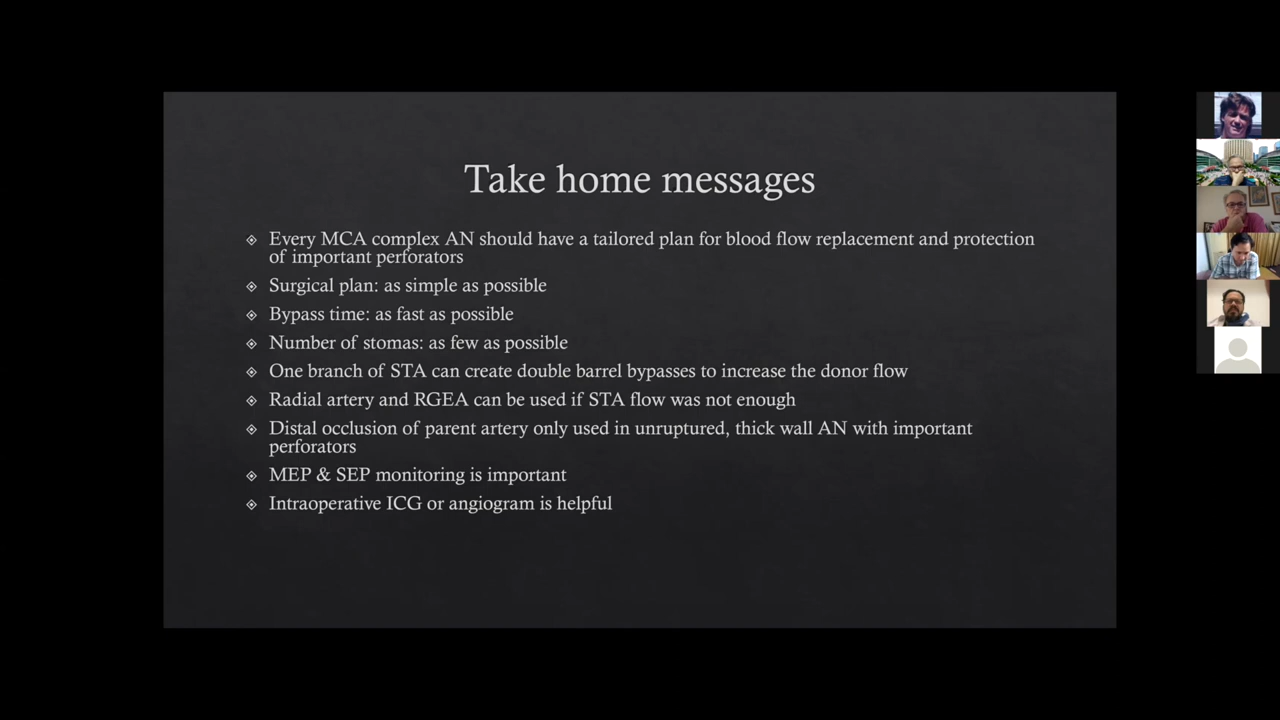 Take home messages
Every MCA complex AN should have a tailored plan for blood flow replacement and protection
of important perforators
Surgical plan: as simple as possible
Bypass time: as fast as possible
Number of stomas: as few as possible
One branch of STA can create double barrel bypasses to increase the donor flow
Radial artery and RGEA can be used if STA flow was not enough
Distal occlusion of parent artery only used in unruptured, thick wall AN with important
perforators
MEP & SEP monitoring is important
Intraoperative ICG or angiogram is helpful